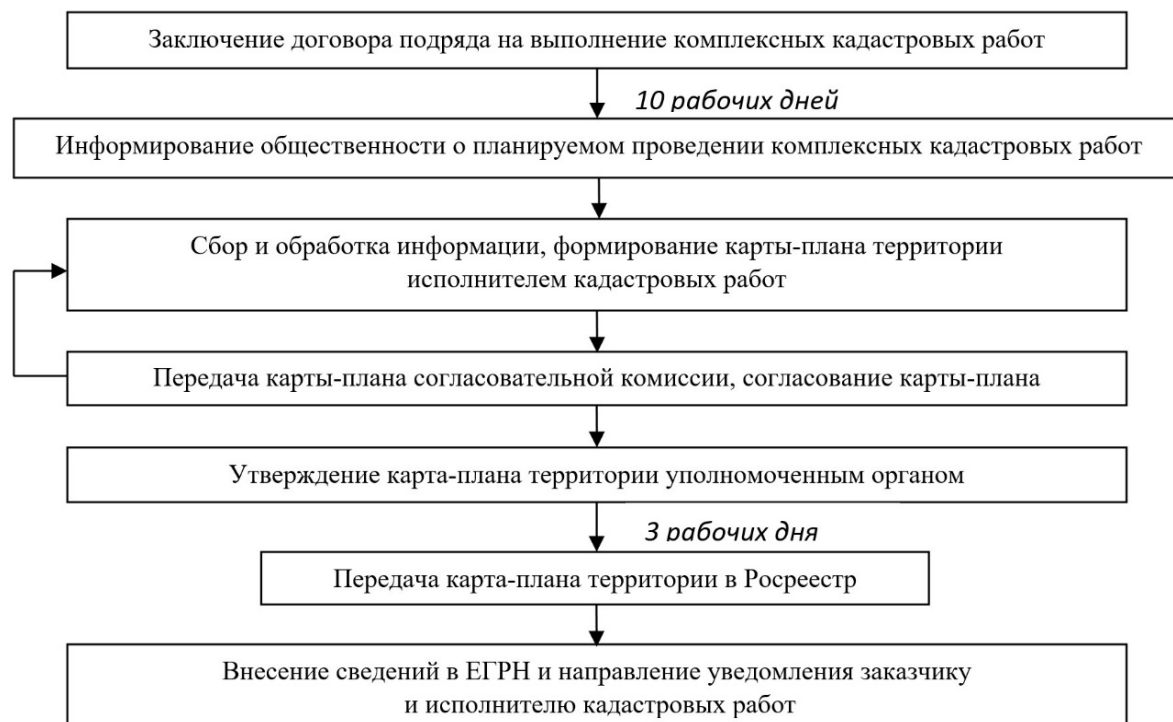 Заключение договора подряда на выполнение комплексных кадастровых работ
10 рабочих дней
Информирование общественности о планируемом проведении комплексных кадастровых работ
Сбор и обработка информации, формирование карты-плана территории
исполнителем кадастровых работ
Передача карты-плана согласовательной комиссии, согласование карты-плана
Утверждение карта-плана территории уполномоченным органом
3 рабочих дня
Передача карта-плана территории в Росреестр
Внесение сведений в ЕГРН и направление уведомления заказчику
и исполнителю кадастровых работ